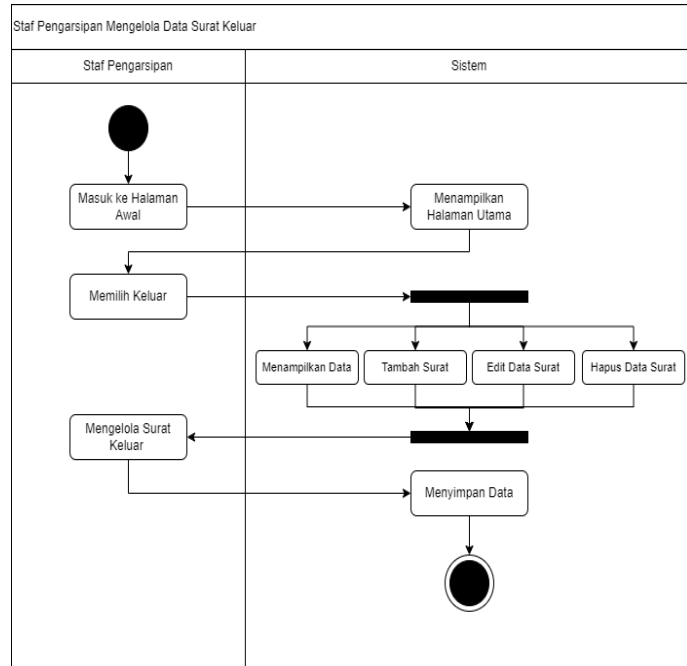 Staf Pengarsipan Mengelola Data Surat Keluar
Staf Pengarsipan
Sistem
Masuk ke Halaman
Awal
Menampilkan
Halaman Utama
Memilih Keluar
Menampilkan Data
Tambah Surat
Edit Data Surat
Hapus Data Surat
Mengelola Surat
Keluar
Menyimpan Data